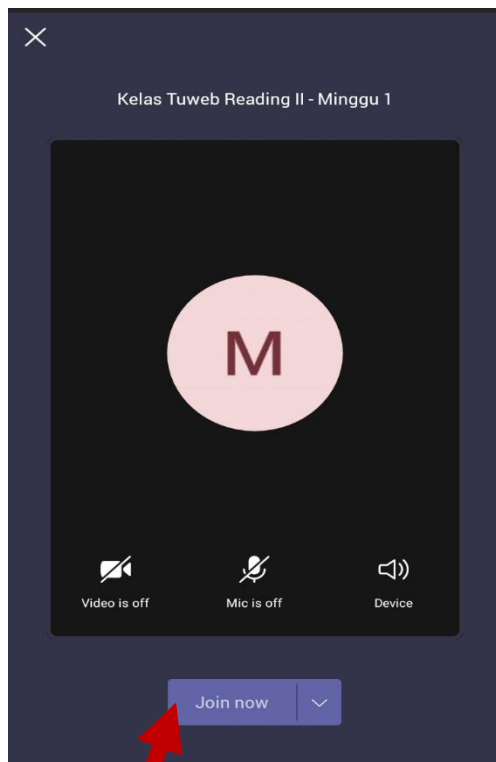 Kelas Tuweb Reading II - Minggu 1
M
Video is off
Mic is off
Device
Join now